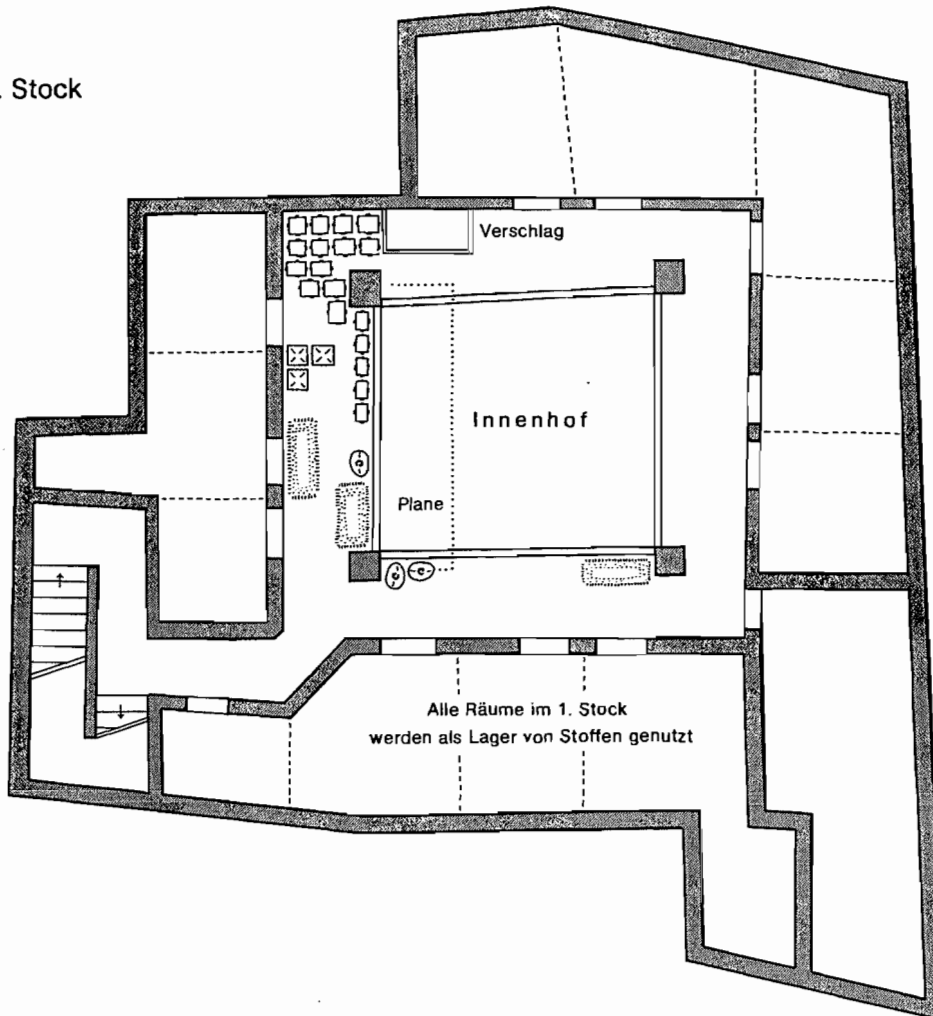 . Stock
Verschlag
Innenhof
Plane
Alle Räume im 1. Stock
werden als Lager von Stoffen genutzt